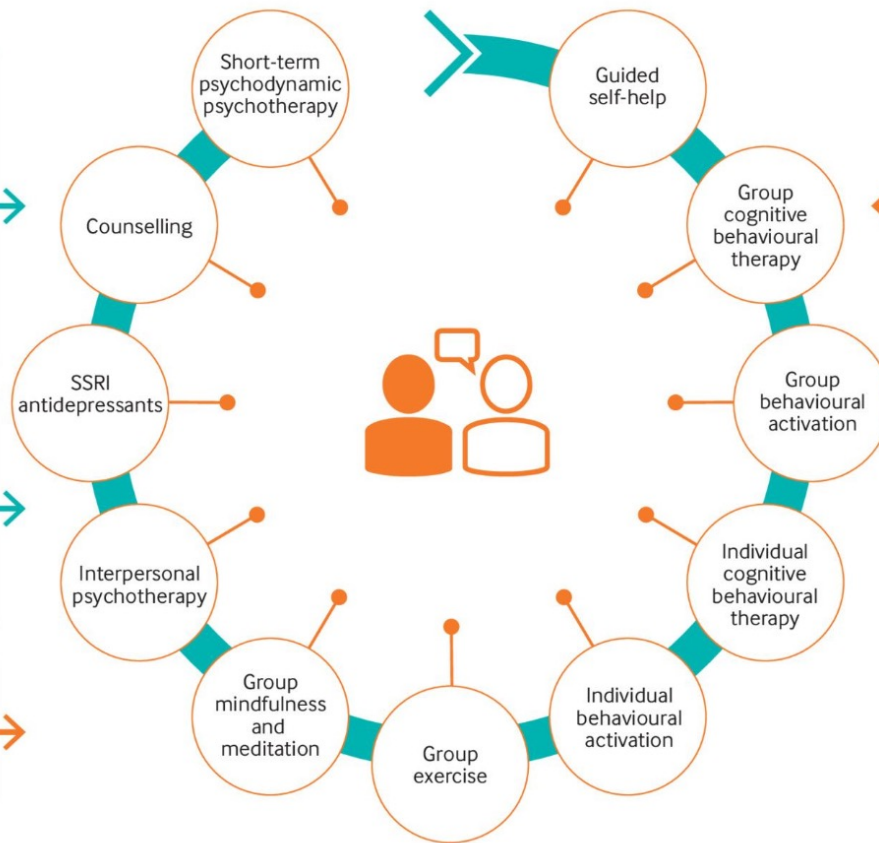 Guided
self-help
Group
cognitive
behavioural
therapy
Group
behavioural
activation
Individual
cognitive
behavioural
therapy
Individual
behavioural
activation
Group
exercise
Group
mindfulness
and
meditation
Interpersonal
psychotherapy
SSRI
antidepressants
Counselling
Short-term
psychodynamic
psychotherapy